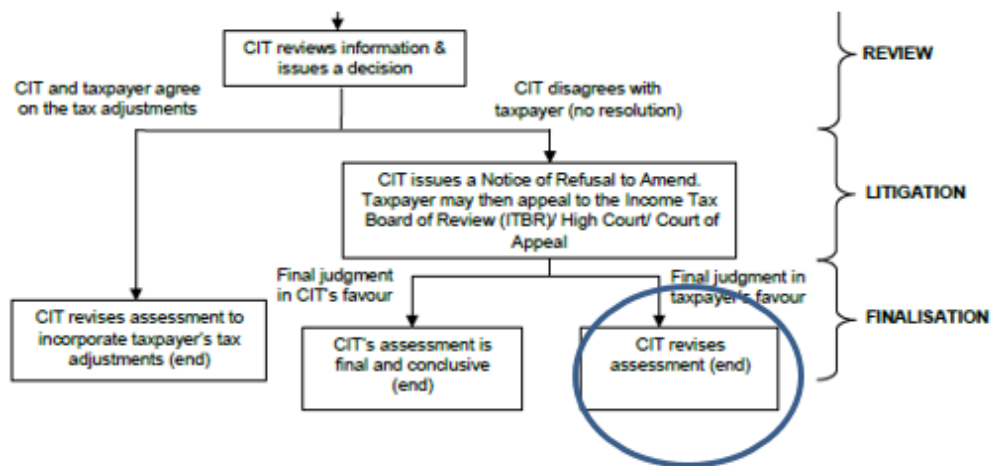 CIT reviews information &
issues a decision
REVIEW
CIT and taxpayer agree
on the tax adjustments
CIT disagrees with
taxpayer (no resolution)
CIT issues a Notice of Refusal to Amend.
Taxpayer may then appeal to the Income Tax
Board of Review (ITBR)/ High Court/ Court of
Appeal
LITIGATION
Final judgment
in CIT's favour
Final judgment in
taxpayer's favour
CIT revises assessment to
incorporate taxpayer's tax
adjustments (end)
CIT's assessment is
final and conclusive
(end)
CIT revises
assessment (end)
FINALISATION